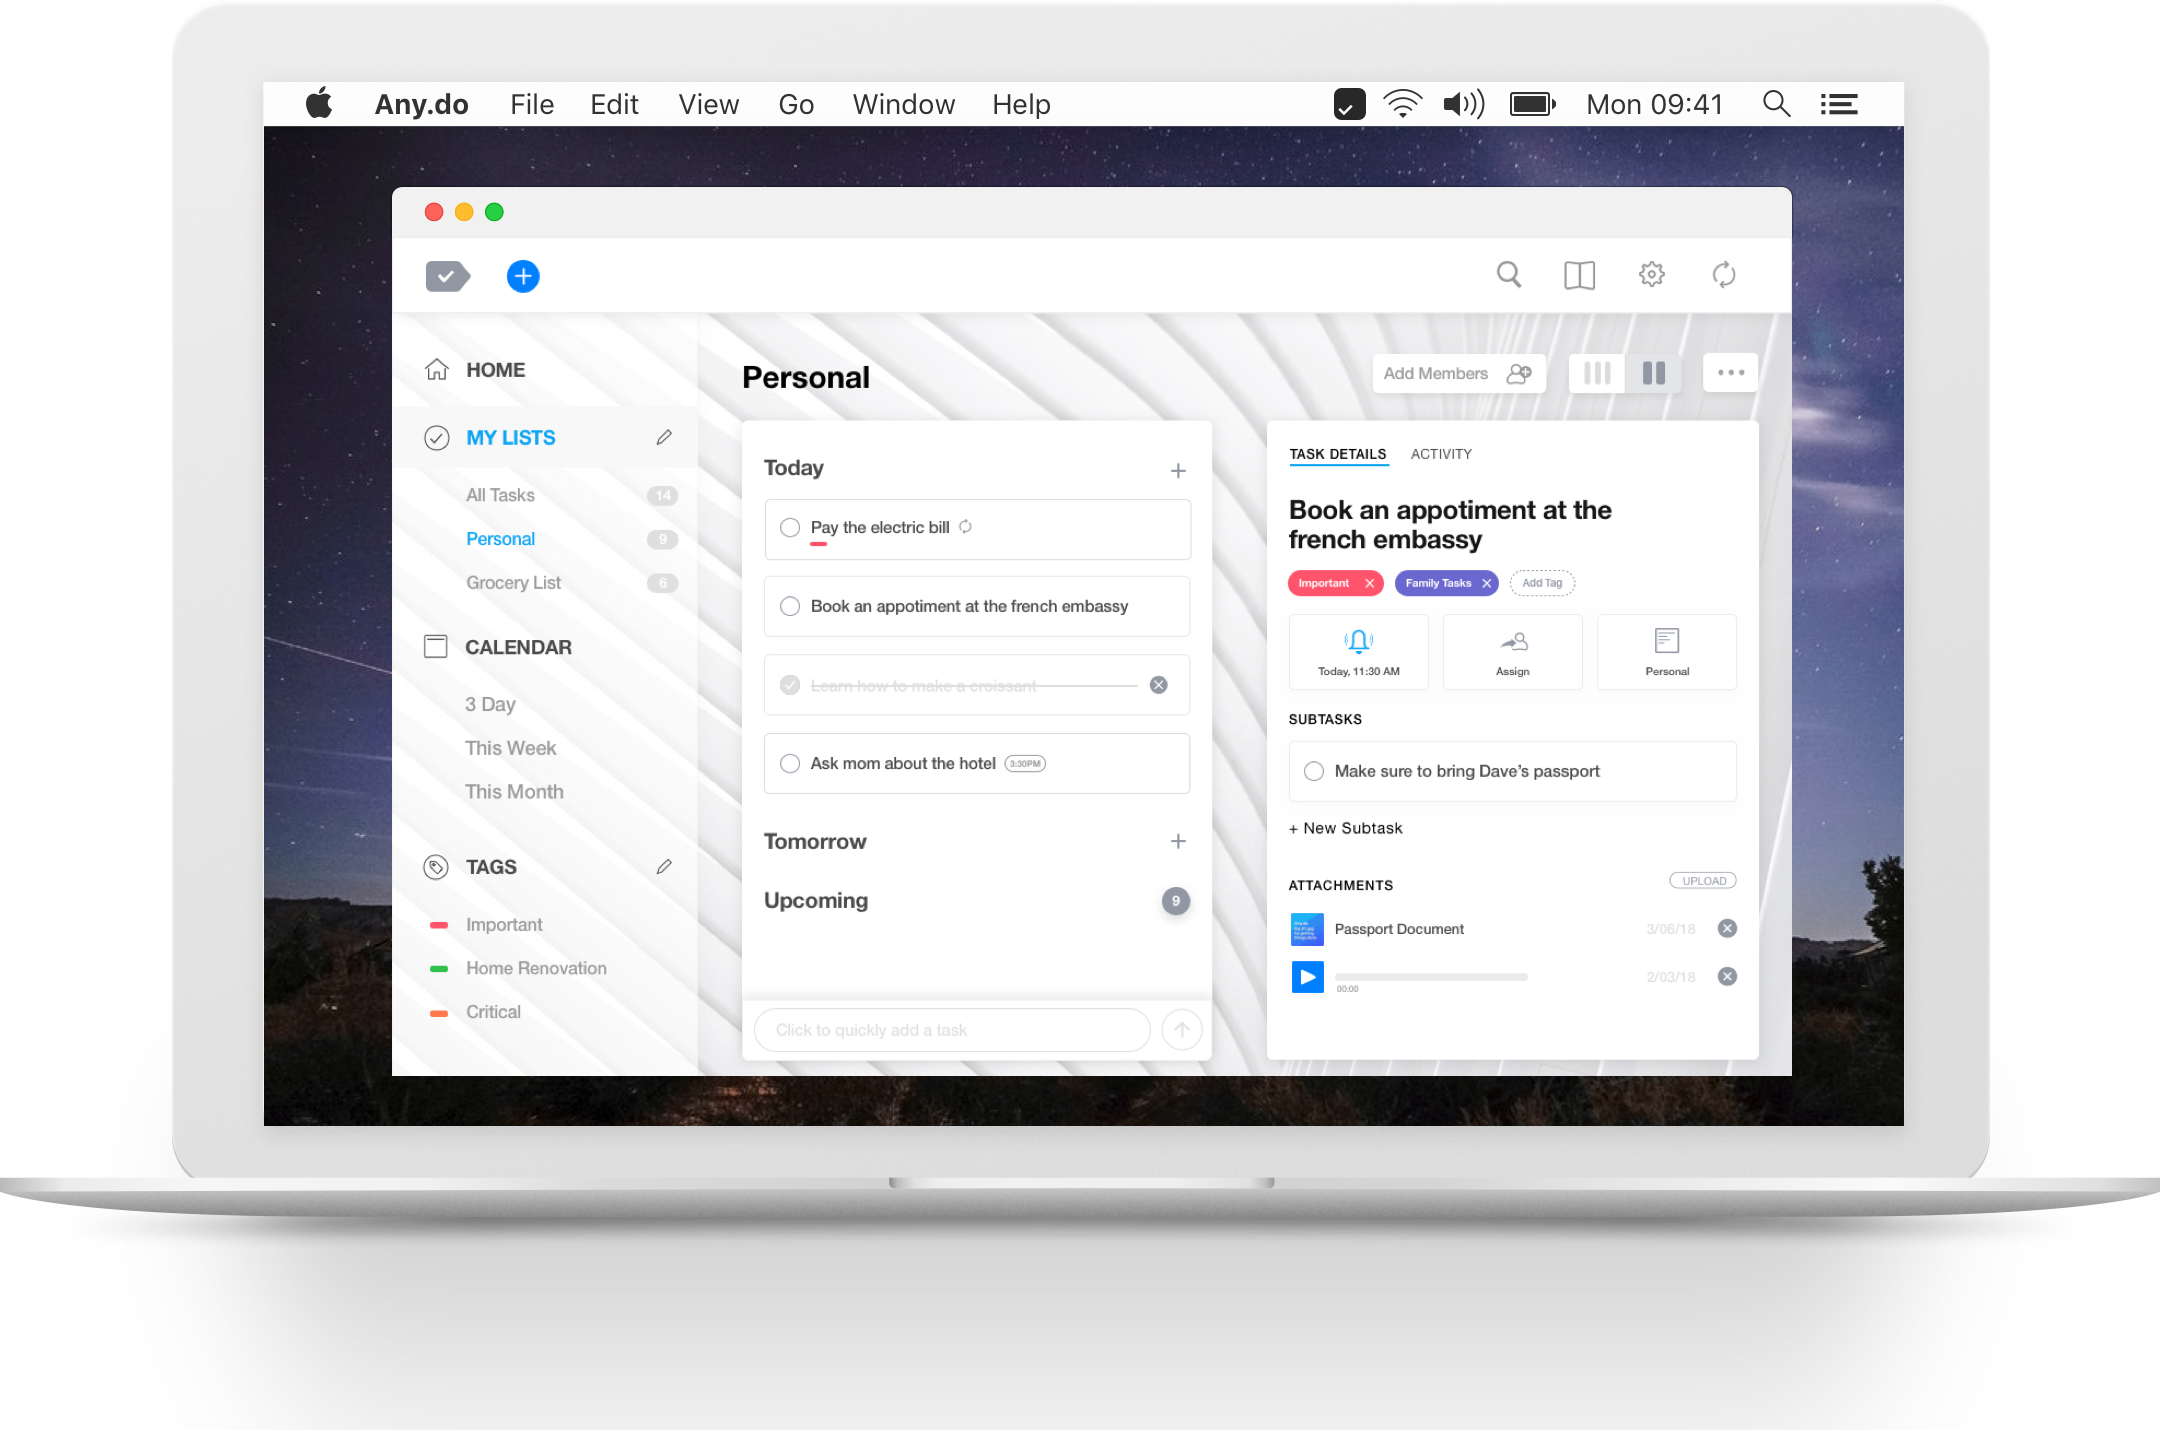 Any.do File Edit View Go Window Help Mon 09:41
HOME
MY LISTS
All Tasks 14
Personal 9
Grocery List 6
CALENDAR
3 Day
This Week
This Month
TAGS
Important
Home Renovation
Critical
Personal
Add Members
Today
Pay the electric bill
Book an appotiment at the french embassy
Learn how to make a croissant
Ask mom about the hotel 3:30PM
Tomorrow
Upcoming 9
Click to quickly add a task
TASK DETAILS ACTIVITY
Book an appotiment at the
french embassy
Important Family Tasks Add Tag
Today, 11:30 AM Assign Personal
SUBTASKS
Make sure to bring Dave's passport
+ New Subtask
ATTACHMENTS UPLOAD
Passport Document 3/06/18
00:00 2/03/18